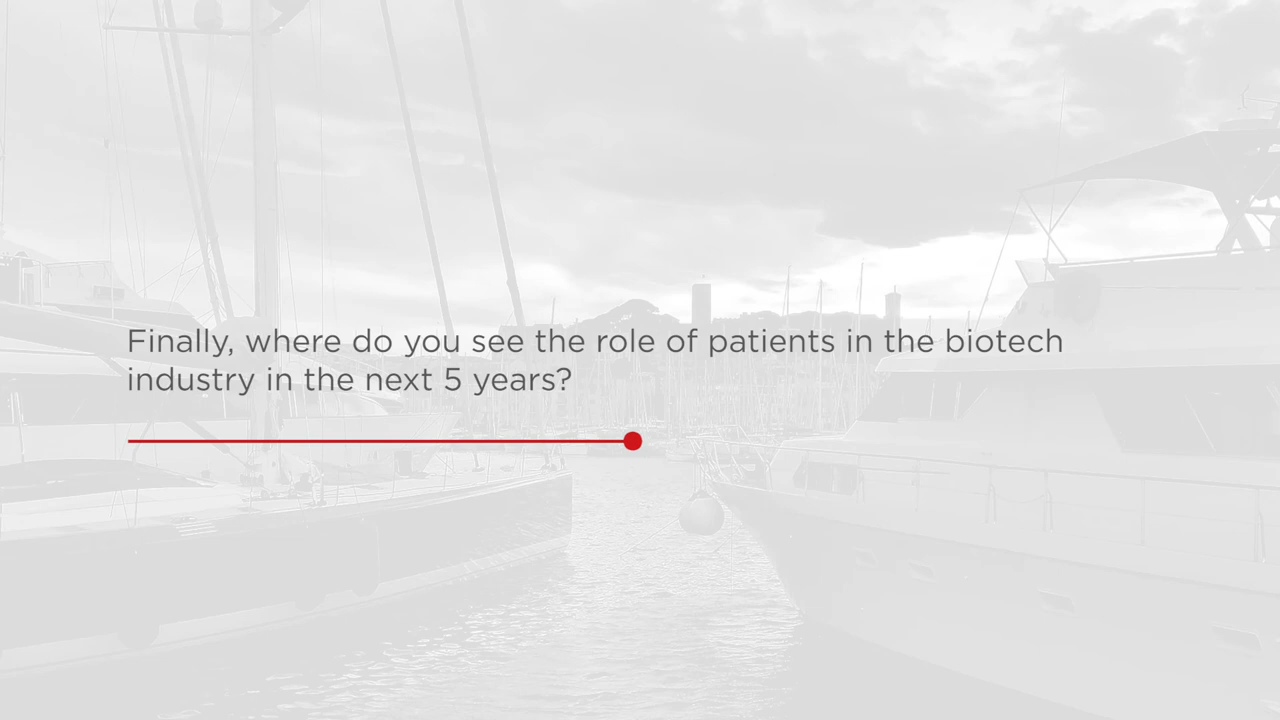 Finally, where do you see the role of patients in the biotech
industry in the next 5 years?